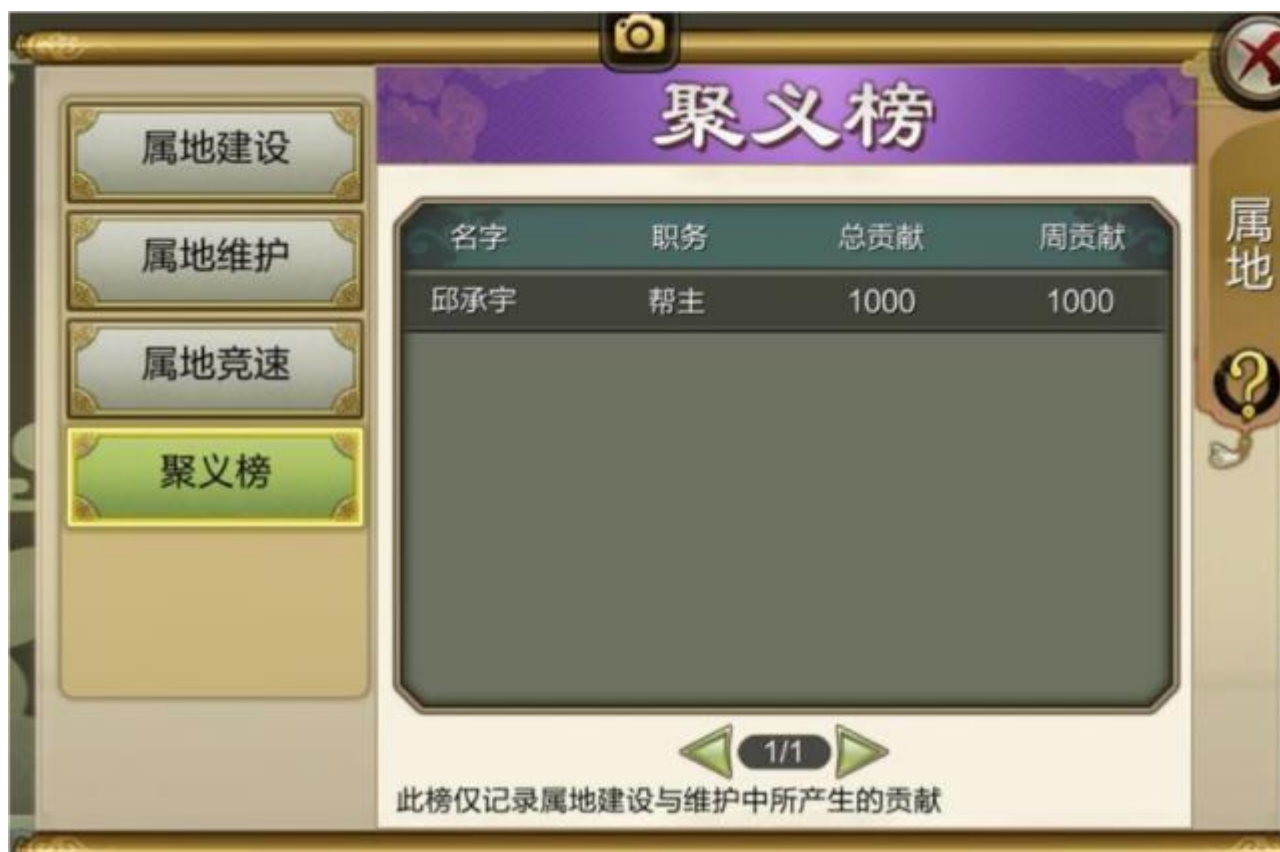 聚义榜
属地建设
属地维护
属地竞速
聚义榜
名字 职务 总贡献 周贡献
邱承宇 帮主 1000 1000
1/1
此榜仅记录属地建设与维护中所产生的贡献
属地
?